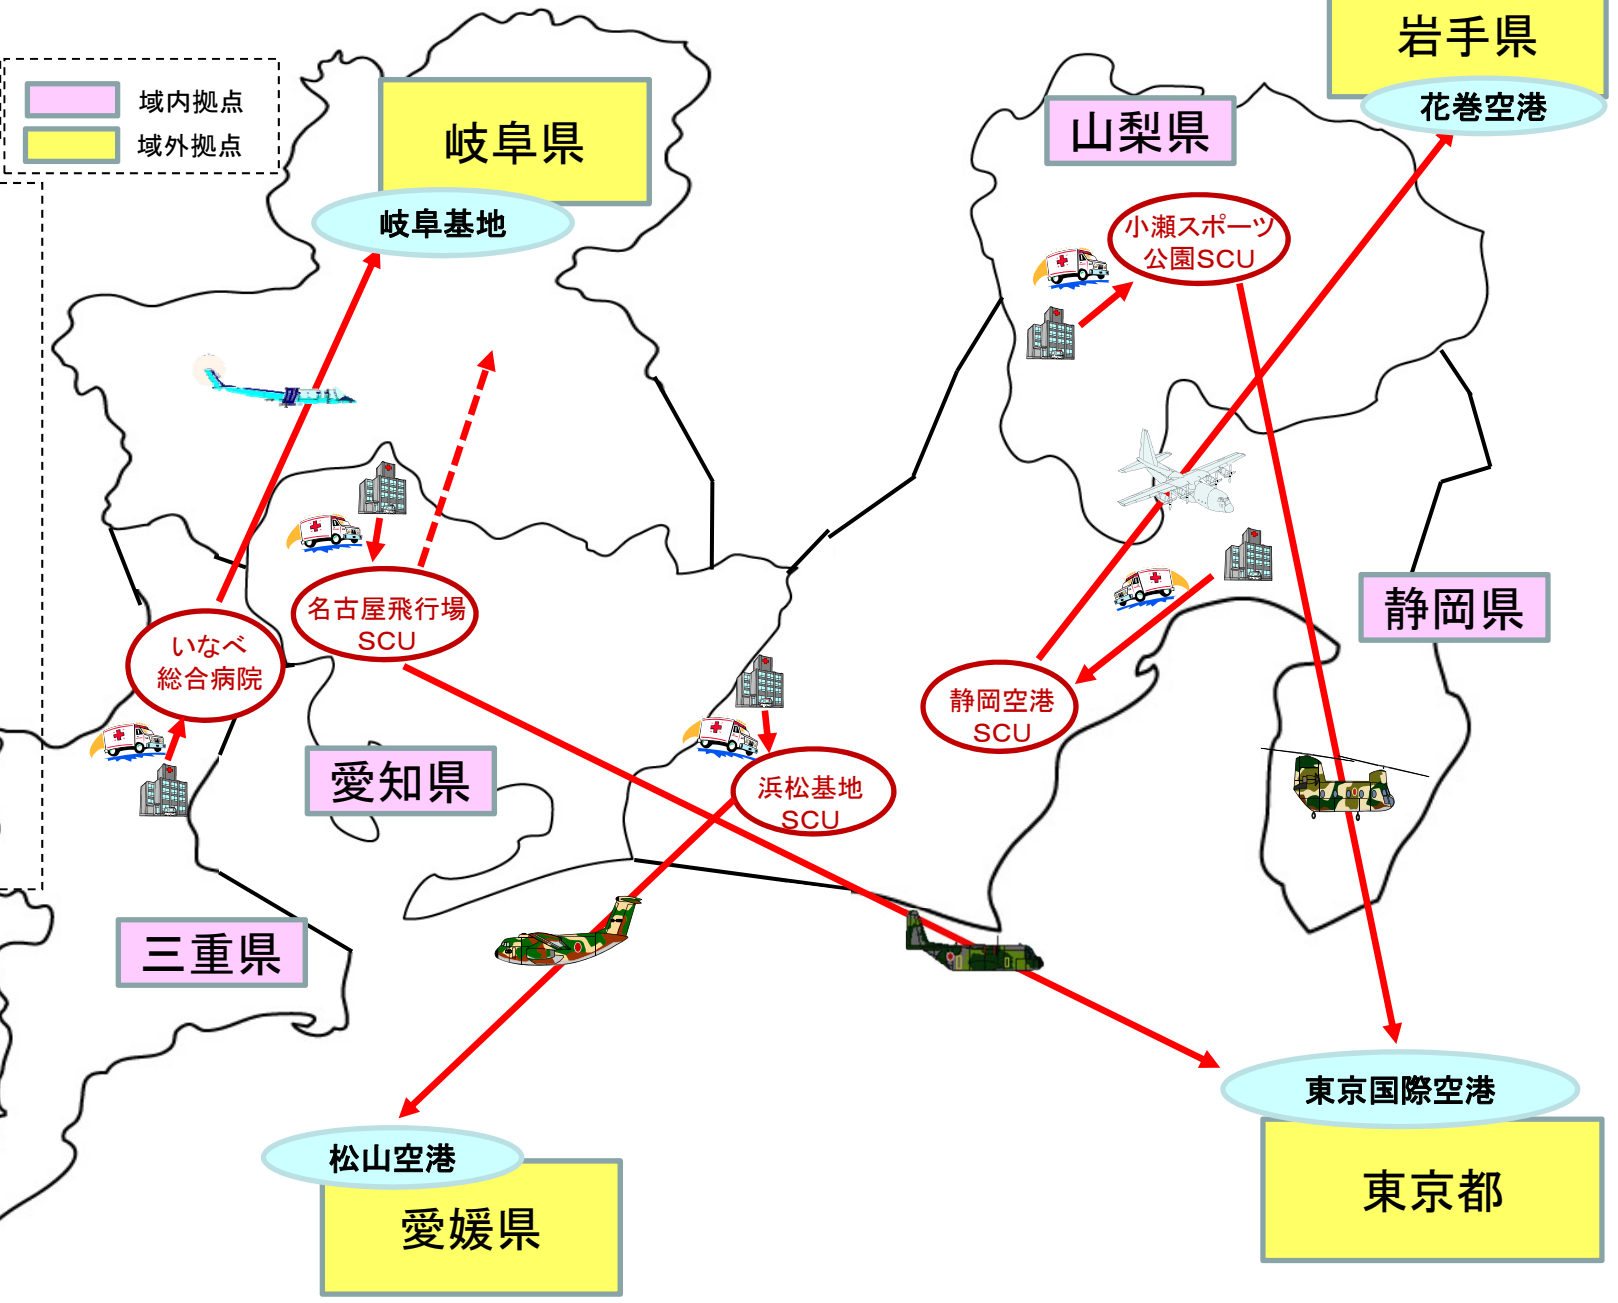 岩手県
花巻空港
域内拠点
域外拠点
岐阜県
岐阜基地
山梨県
小瀬スポーツ
公園SCU
名古屋飛行場
SCU
静岡県
いなべ
総合病院
静岡空港
SCU
愛知県
浜松基地
SCU
三重県
東京国際空港
東京都
松山空港
愛媛県